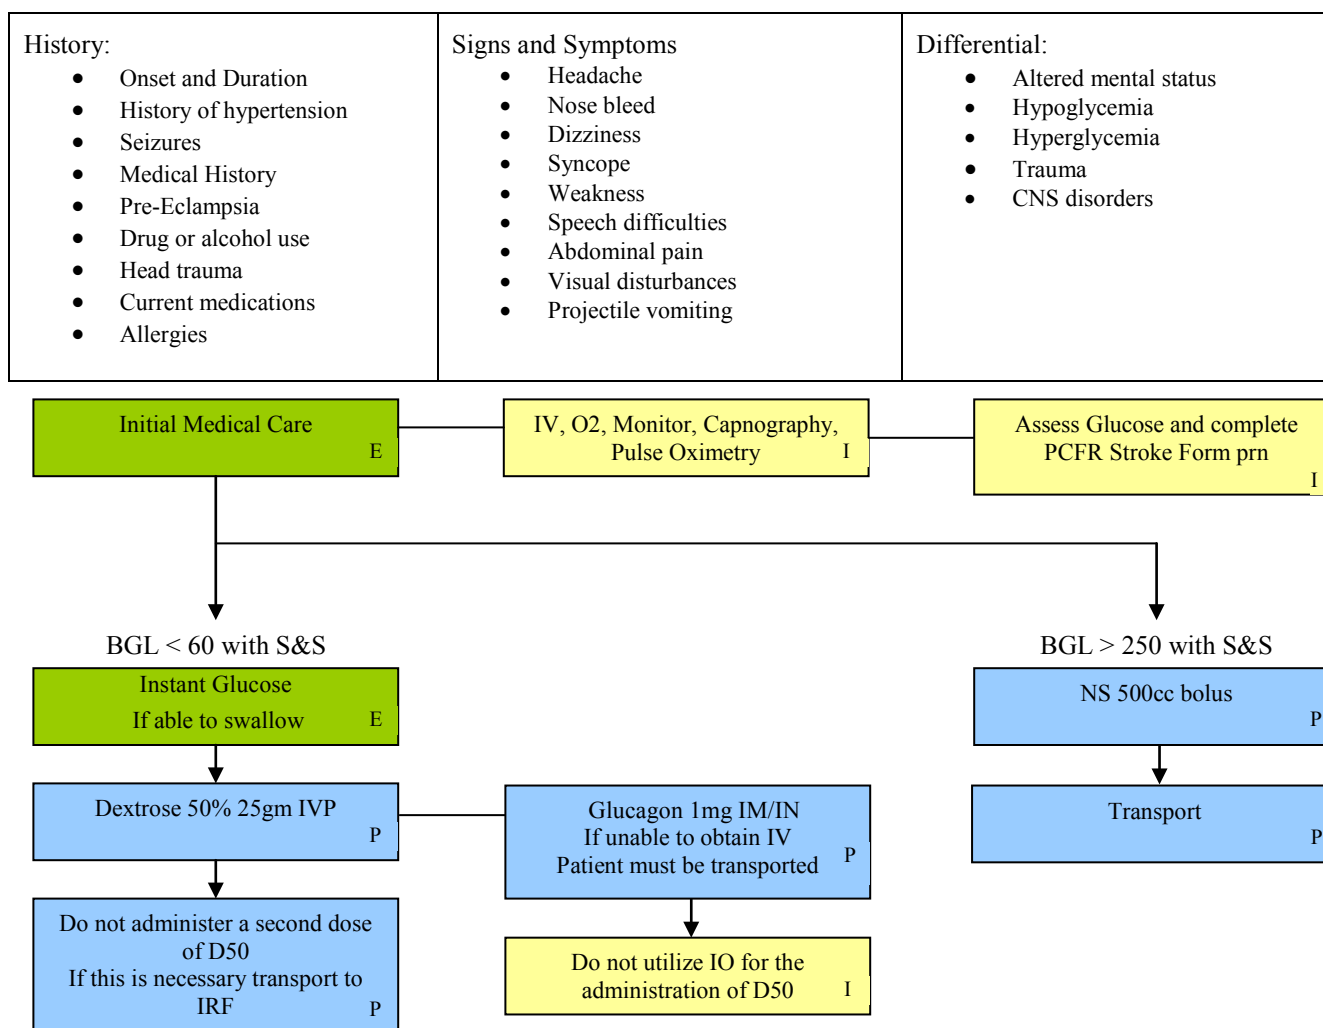 History:
• Onset and Duration
• History of hypertension
• Seizures
• Medical History
• Pre-Eclampsia
• Drug or alcohol use
• Head trauma
• Current medications
• Allergies
Signs and Symptoms
• Headache
• Nose bleed
• Dizziness
• Syncope
• Weakness
• Speech difficulties
• Abdominal pain
• Visual disturbances
• Projectile vomiting
Differential:
• Altered mental status
• Hypoglycemia
• Hyperglycemia
• Trauma
• CNS disorders
Initial Medical Care
E
IV, O2, Monitor, Capnography,
Pulse Oximetry
I
Assess Glucose and complete
PCFR Stroke Form prn
I
BGL < 60 with S&S
Instant Glucose
If able to swallow
E
Dextrose 50% 25gm IVP
P
Do not administer a second dose
of D50
If this is necessary transport to
IRF
P
Glucagon 1mg IM/IN
If unable to obtain IV
Patient must be transported
P
Do not utilize IO for the
administration of D50
I
BGL > 250 with S&S
NS 500cc bolus
P
Transport
P